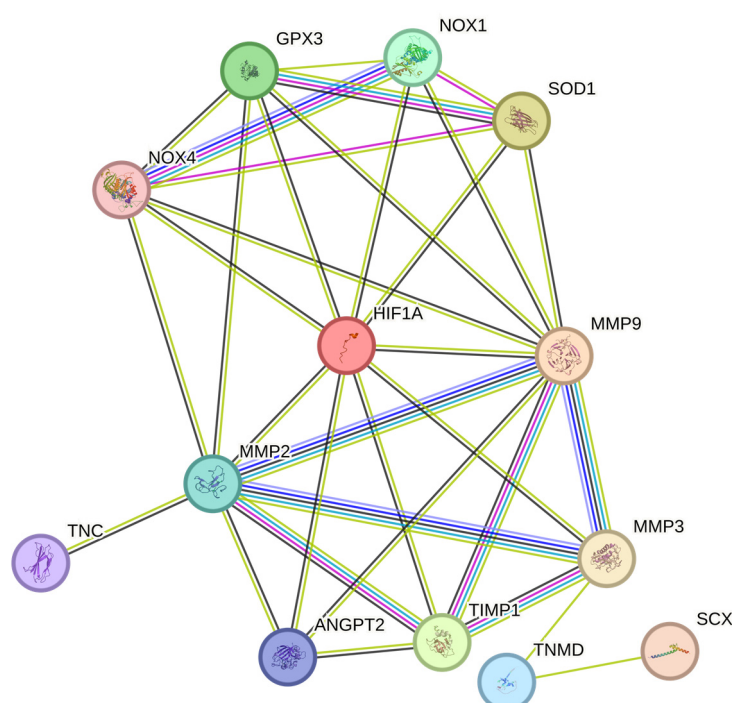 NOX1
GPX3
SOD1
NOX4
HIF1A
MMP9
MMP2
TNC
MMP3
TIMP1
SCX
ANGPT2
TNMD